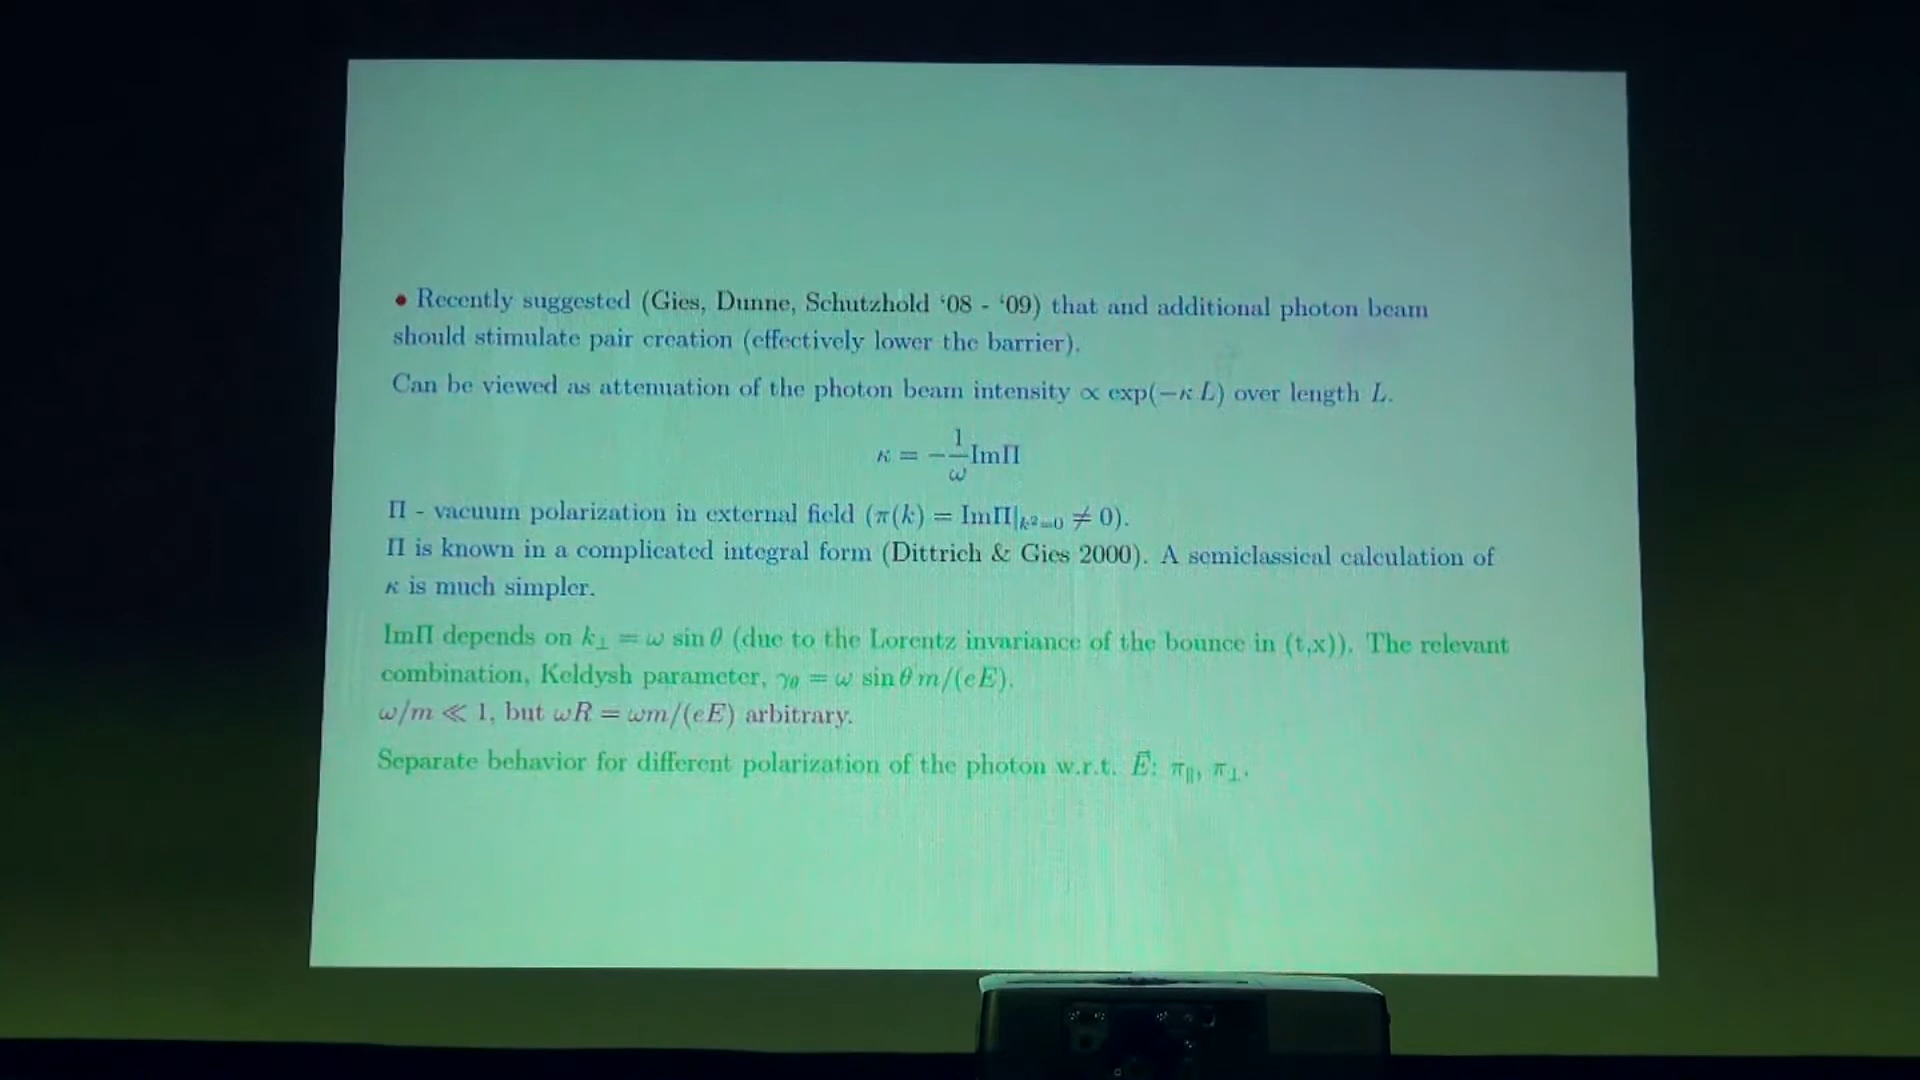 • Recently suggested (Gies, Dunne, Schutzhold ‘08 - ‘09) that and additional photon beam
should stimulate pair creation (effectively lower the barrier).
Can be viewed as attenuation of the photon beam intensity ∝ exp(−κ L) over length L.
κ = −1/ω ImΠ
Π - vacuum polarization in external field (π(k) = ImΠ|k²=0 ≠ 0).
Π is known in a complicated integral form (Dittrich & Gies 2000). A semiclassical calculation of
κ is much simpler.
ImΠ depends on k⊥ = ω sin θ (due to the Lorentz invariance of the bounce in (t,x)). The relevant
combination, Keldysh parameter, γθ = ω sin θ m/(eE).
ω/m ≪ 1, but ωR = ωm/(eE) arbitrary.
Separate behavior for different polarization of the photon w.r.t. E⃗: π∥, π⊥.